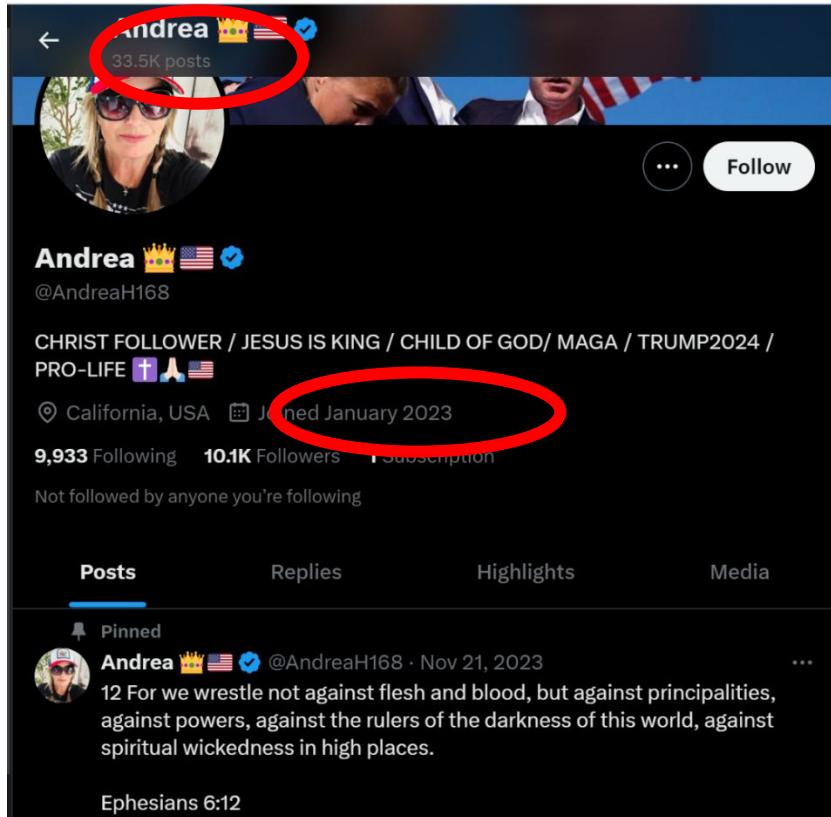 Andrea 👑🇺🇸
33.5K posts
Follow
Andrea 👑🇺🇸
@AndreaH168
CHRIST FOLLOWER / JESUS IS KING / CHILD OF GOD/ MAGA / TRUMP2024 /
PRO-LIFE ✝️🙏🏻🇺🇸
California, USA Joined January 2023
9,933 Following 10.1K Followers 1 Subscription
Not followed by anyone you're following
Posts Replies Highlights Media
Pinned
Andrea 👑🇺🇸 @AndreaH168 · Nov 21, 2023
12 For we wrestle not against flesh and blood, but against principalities,
against powers, against the rulers of the darkness of this world, against
spiritual wickedness in high places.
Ephesians 6:12